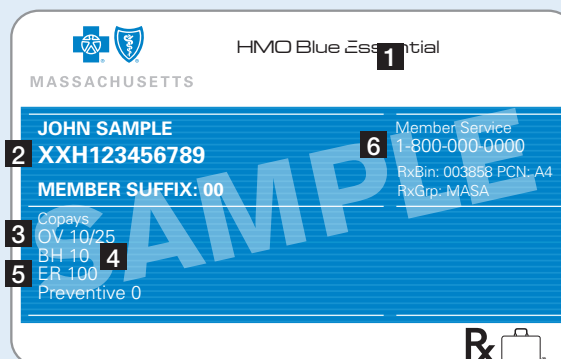 HMO Blue Essential
1
MASSACHUSETTS
JOHN SAMPLE
2 XXH123456789
MEMBER SUFFIX: 00
Member Service
6 1-800-000-0000
RxBin: 003858 PCN: A4
RxGrp: MASA
Copays
3 OV 10/25
BH 10 4
5 ER 100
Preventive 0
SAMPLE
Rx